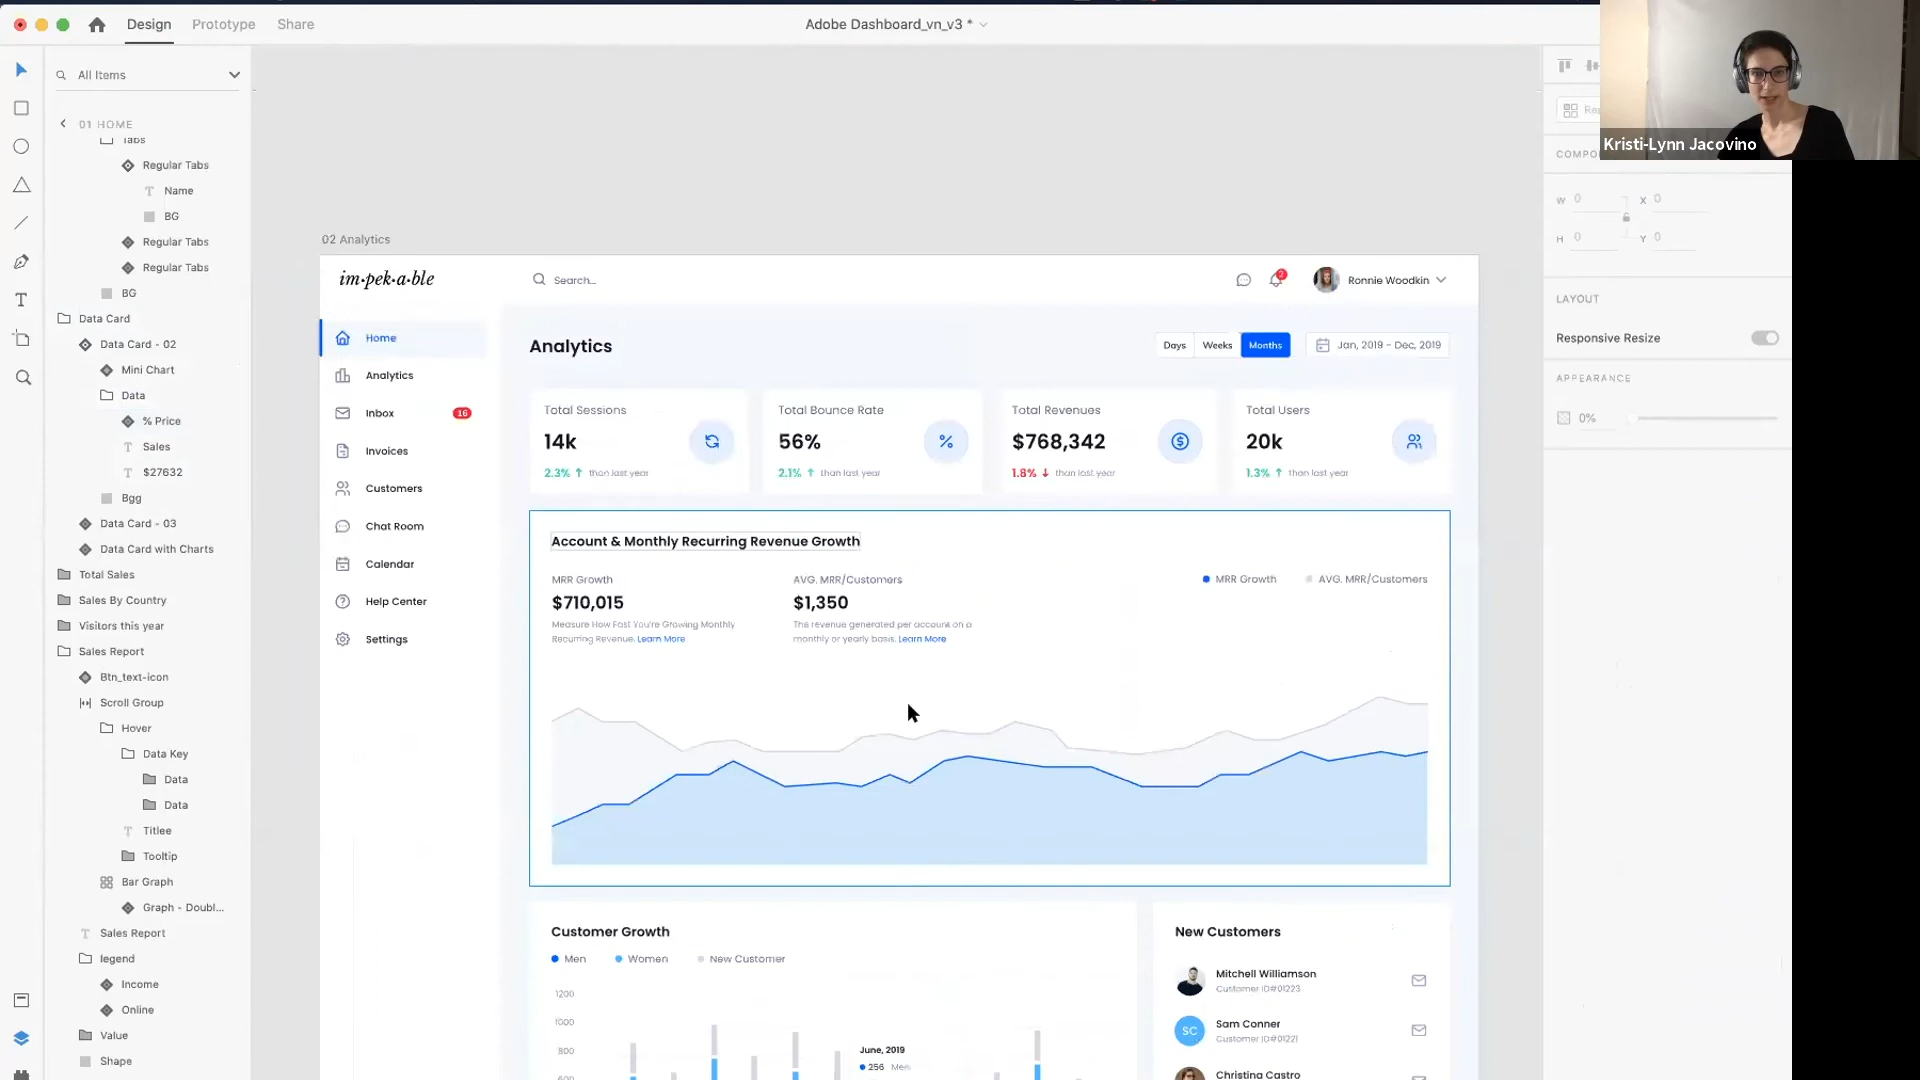 Design
Prototype
Share
Adobe Dashboard_vn_v3 *
Kristi-Lynn Jacovino
All Items
01 HOME
Tabs
Regular Tabs
Name
BG
Regular Tabs
Regular Tabs
BG
Data Card
Data Card - 02
Mini Chart
Data
% Price
Sales
$27632
Bgg
Data Card - 03
Data Card with Charts
Total Sales
Sales By Country
Visitors this year
Sales Report
Btn_text-icon
Scroll Group
Hover
Data Key
Data
Data
Titlee
Tooltip
Bar Graph
Graph - Doubl...
Sales Report
legend
Income
Online
Value
Shape
02 Analytics
im·pek·a·ble
Search...
2
Ronnie Woodkin
Home
Analytics
Inbox
16
Invoices
Customers
Chat Room
Calendar
Help Center
Settings
Analytics
Days
Weeks
Months
Jan, 2019 - Dec, 2019
Total Sessions
14k
2.3% ↑ than last year
Total Bounce Rate
56%
2.1% ↑ than last year
Total Revenues
$768,342
1.8% ↓ than last year
Total Users
20k
1.3% ↑ than last year
Account & Monthly Recurring Revenue Growth
MRR Growth
$710,015
Measure How Fast You're Growing Monthly
Recurring Revenue. Learn More
AVG. MRR/Customers
$1,350
The revenue generated per account on a
monthly or yearly basis. Learn More
MRR Growth
AVG. MRR/Customers
Customer Growth
Men
Women
New Customer
1200
1000
800
600
June, 2019
256 Men
New Customers
Mitchell Williamson
Customer ID#01223
SC
Sam Conner
Customer ID#01221
Christina Castro
W 0
X 0
H 0
Y 0
LAYOUT
Responsive Resize
APPEARANCE
0%